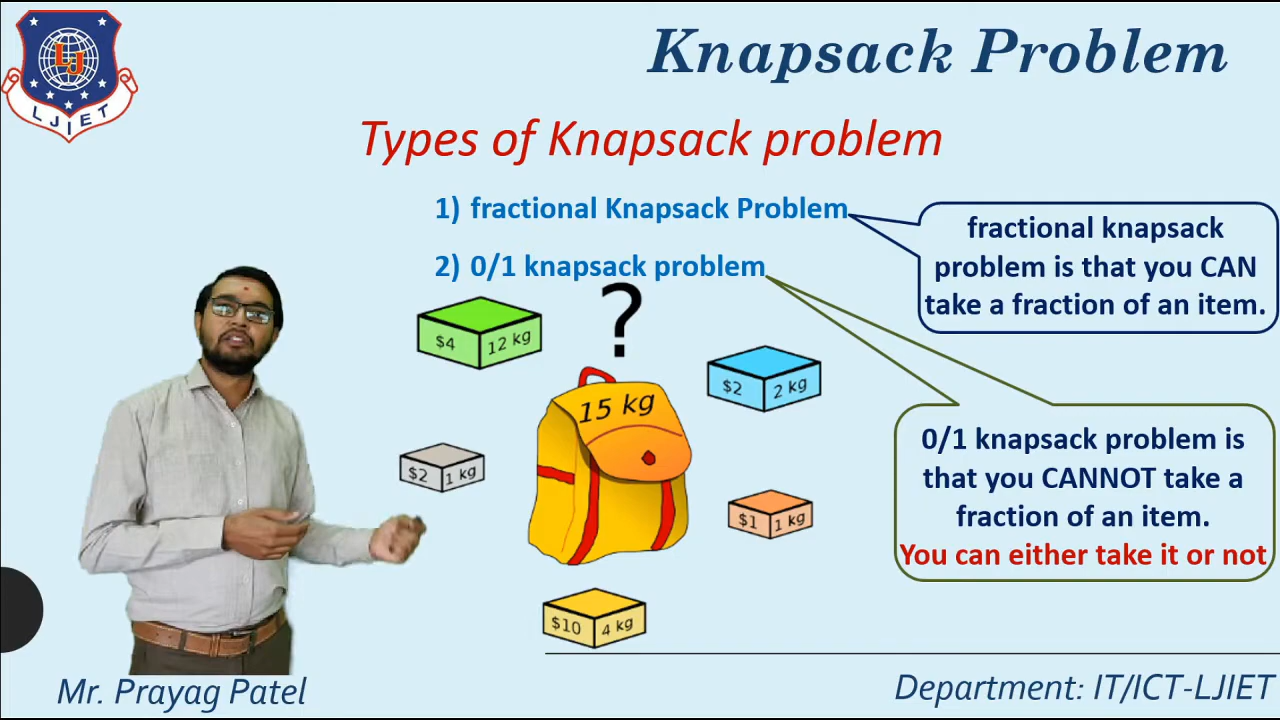 LJ
LJIET
Knapsack Problem
Types of Knapsack problem
1) fractional Knapsack Problem
2) 0/1 knapsack problem
fractional knapsack
problem is that you CAN
take a fraction of an item.
?
$4 12 kg
$2 2 kg
15 kg
$2 1 kg
$1 1 kg
$10 4 kg
0/1 knapsack problem is
that you CANNOT take a
fraction of an item.
You can either take it or not
Mr. Prayag Patel
Department: IT/ICT-LJIET